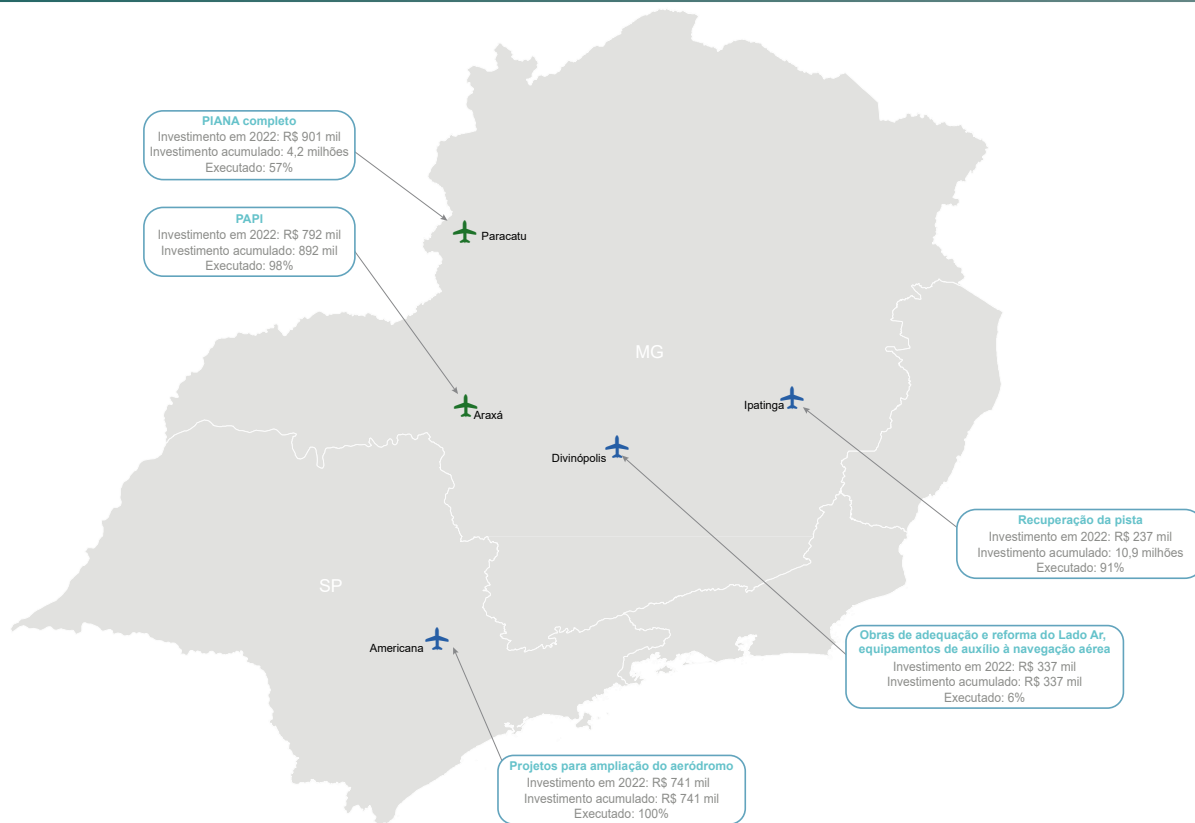 PIANA completo
Investimento em 2022: R$ 901 mil
Investimento acumulado: 4,2 milhões
Executado: 57%
PAPI
Investimento em 2022: R$ 792 mil
Investimento acumulado: 892 mil
Executado: 98%
Paracatu
MG
Araxá
Ipatinga
Divinópolis
Recuperação da pista
Investimento em 2022: R$ 237 mil
Investimento acumulado: 10,9 milhões
Executado: 91%
SP
Americana
Obras de adequação e reforma do Lado Ar,
equipamentos de auxílio à navegação aérea
Investimento em 2022: R$ 337 mil
Investimento acumulado: R$ 337 mil
Executado: 6%
Projetos para ampliação do aeródromo
Investimento em 2022: R$ 741 mil
Investimento acumulado: R$ 741 mil
Executado: 100%